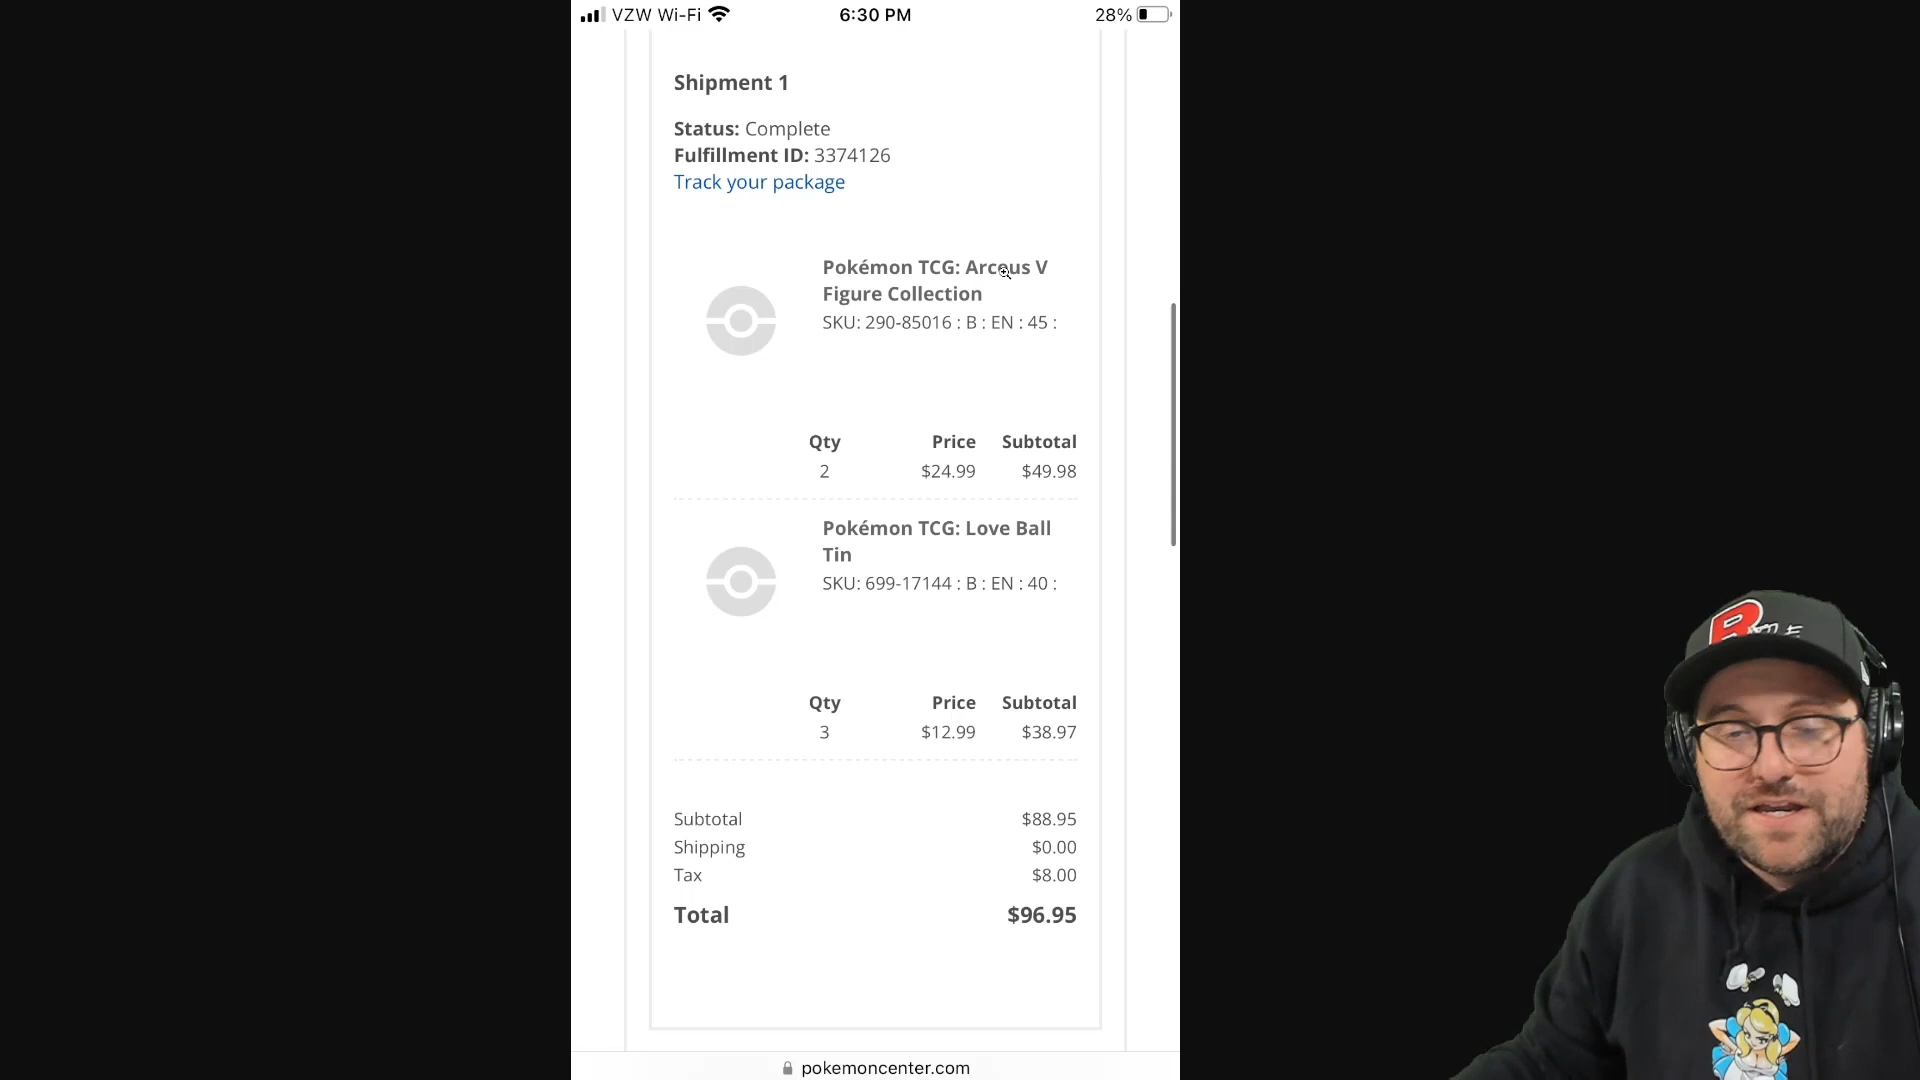 VZW Wi-Fi 6:30 PM 28%
Shipment 1
Status: Complete
Fulfillment ID: 3374126
Track your package
Pokémon TCG: Arceus V
Figure Collection
SKU: 290-85016 : B : EN : 45 :
Qty Price Subtotal
2 $24.99 $49.98
Pokémon TCG: Love Ball
Tin
SKU: 699-17144 : B : EN : 40 :
Qty Price Subtotal
3 $12.99 $38.97
Subtotal $88.95
Shipping $0.00
Tax $8.00
Total $96.95
pokemoncenter.com